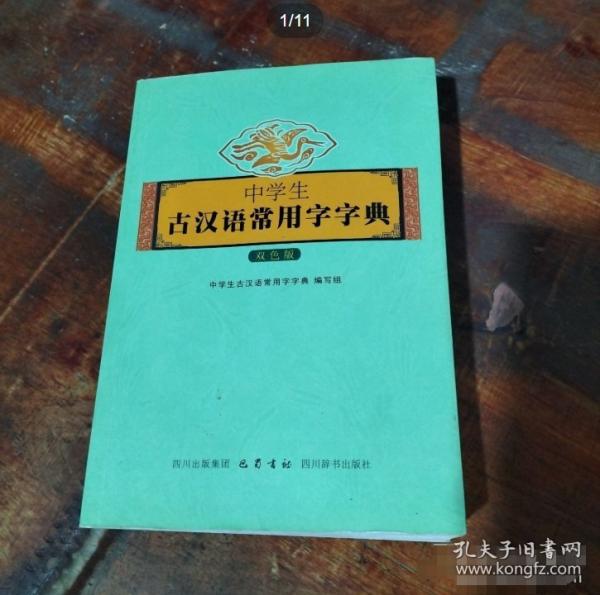 1/11
中学生
古汉语常用字字典
双色版
中学生古汉语常用字字典 编写组
四川出版集团 巴蜀书社 四川辞书出版社
孔夫子旧書网
www.kongfz.com